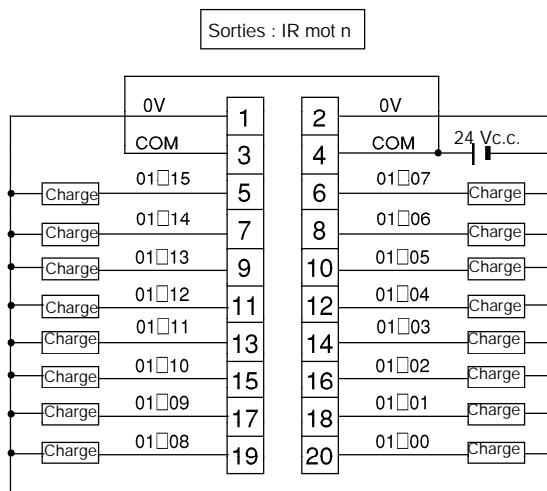 Sorties : IR mot n
0V 1 2 0V
COM 3 4 COM 24 Vc.c.
Charge 01□15 5 6 01□07 Charge
Charge 01□14 7 8 01□06 Charge
Charge 01□13 9 10 01□05 Charge
Charge 01□12 11 12 01□04 Charge
Charge 01□11 13 14 01□03 Charge
Charge 01□10 15 16 01□02 Charge
Charge 01□09 17 18 01□01 Charge
Charge 01□08 19 20 01□00 Charge